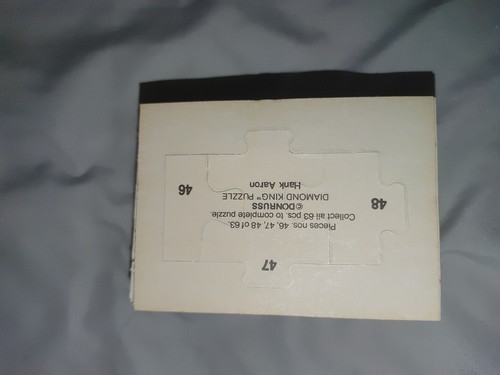 47
Pieces nos. 46, 47, 48 of 63.
Collect all 63 pcs. to complete puzzle.
©DONRUSS
DIAMOND KING™ PUZZLE
Hank Aaron
48
46